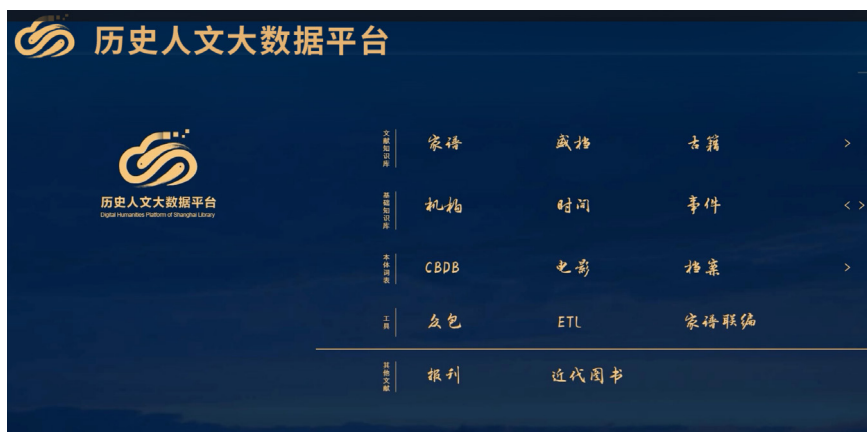 历史人文大数据平台
历史人文大数据平台
Digital Humanities Platform of Shanghai Library
文献知识库
家谱 盛档 古籍 >
基础知识库
机构 时间 事件 < >
本体词表
CBDB 电影 档案 >
工具
众包 ETL 家谱联编
其他文献
报刊 近代图书